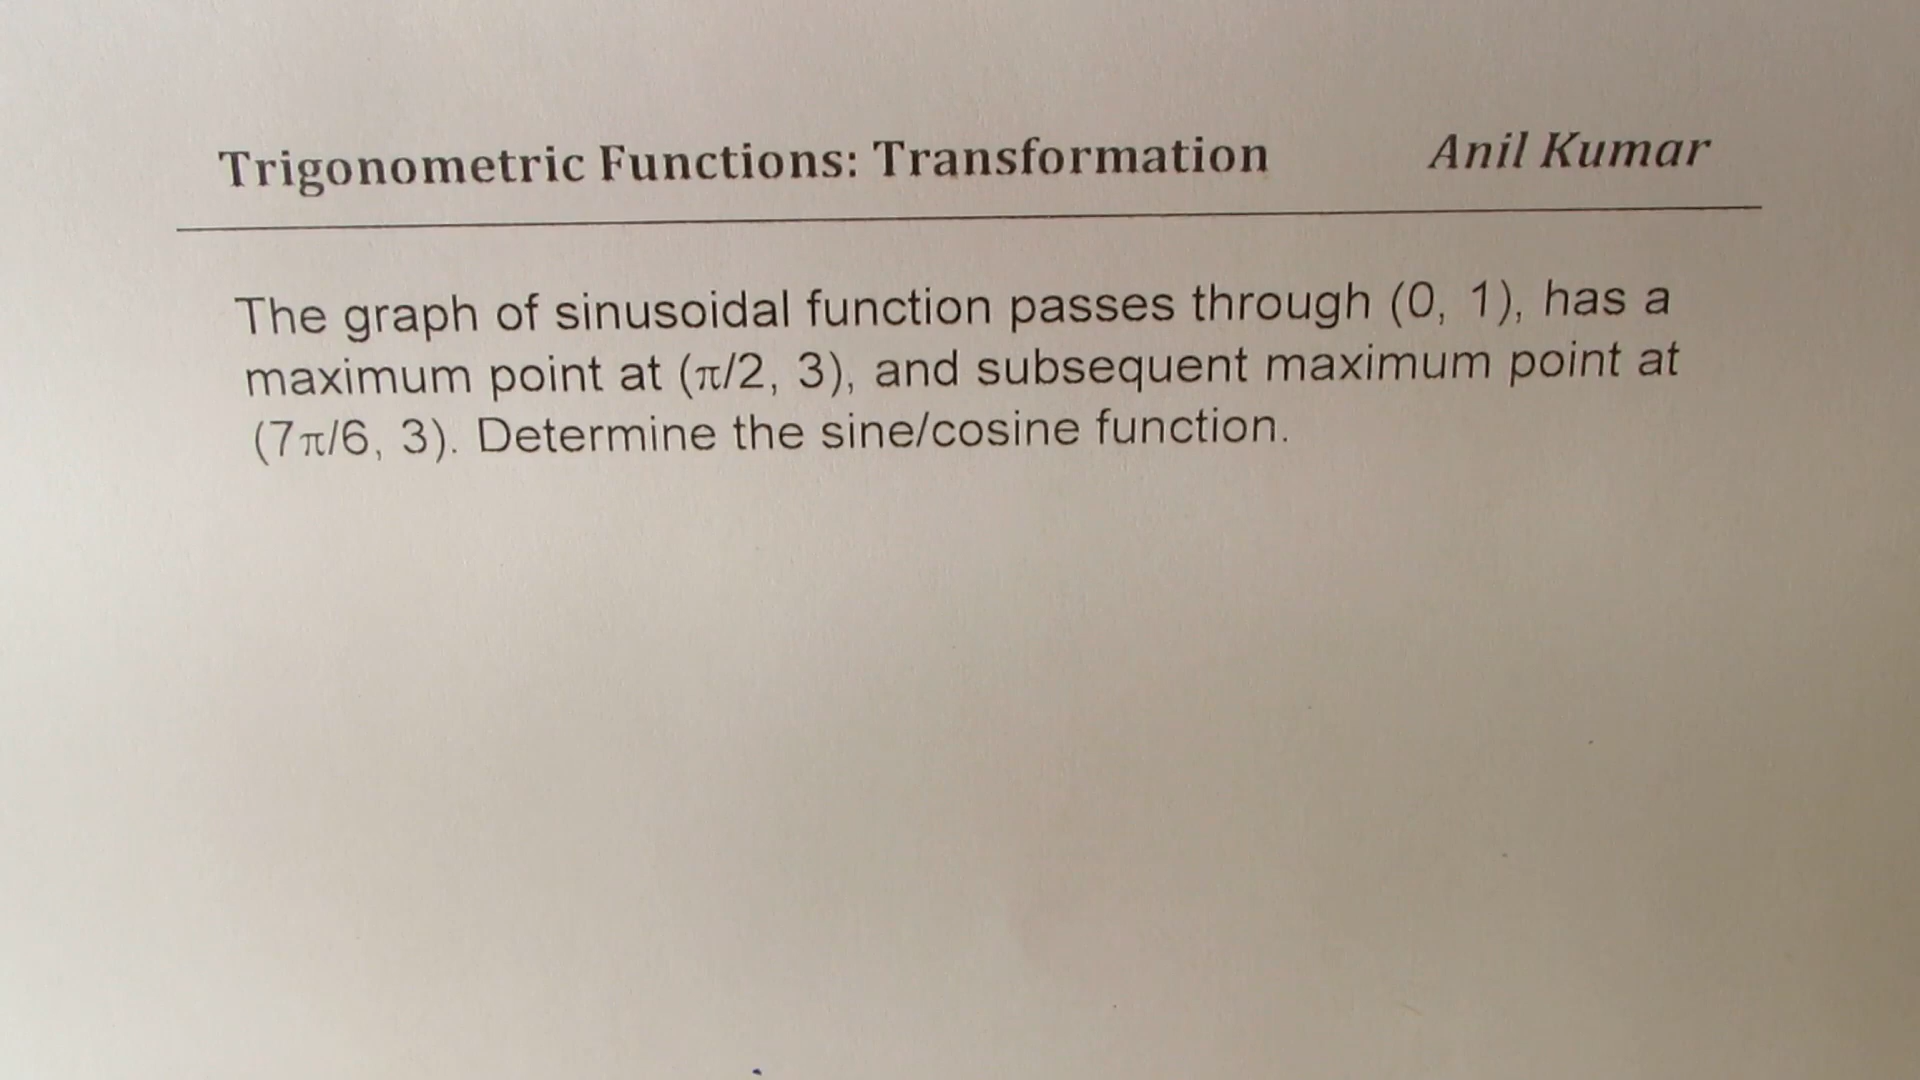 Trigonometric Functions: Transformation Anil Kumar
The graph of sinusoidal function passes through (0, 1), has a
maximum point at (π/2, 3), and subsequent maximum point at
(7π/6, 3). Determine the sine/cosine function.